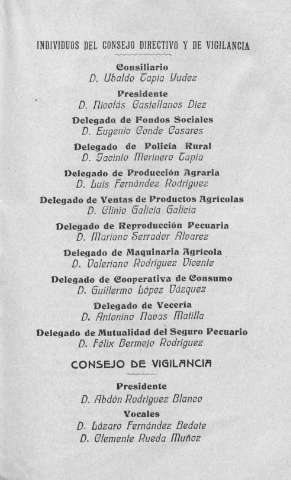 INDIVIDUOS DEL CONSEJO DIRECTIVO Y DE VIGILANCIA
Consiliario
D. Ubaldo Tapia Yudez
Presidente
D. Nicolás Castellanos Diez
Delegado de Fondos Sociales
D. Eugenio Conde Casares
Delegado de Policía Rural
D. Jacinto Merinero Tapia
Delegado de Producción Agraria
D. Luis Fernández Rodríguez
Delegado de Ventas de Productos Agrícolas
D. Clinio Galicia Galicia
Delegado de Reproducción Pecuaria
D. Mariano Serrador Alvarez
Delegado de Maquinaria Agrícola
D. Valeriano Rodríguez Vicente
Delegado de Cooperativa de Consumo
D. Guillermo López Vázquez
Delegado de Vecería
D. Antonino Navas Matilla
Delegado de Mutualidad del Seguro Pecuario
D. Félix Bermejo Rodríguez
CONSEJO DE VIGILANCIA
Presidente
D. Abdón Rodríguez Blanco
Vocales
D. Lázaro Fernández Bedate
D. Clemente Rueda Muñoz